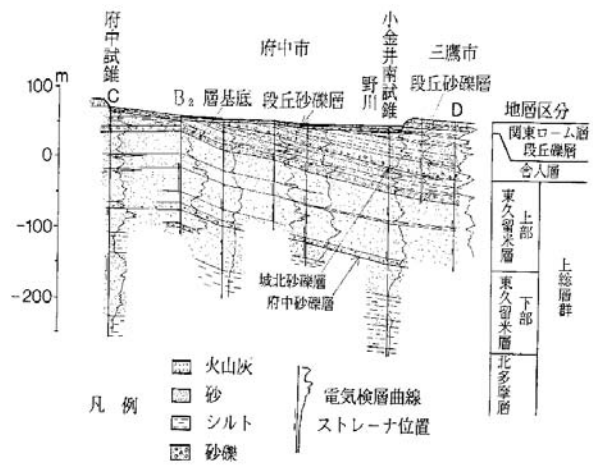 府中試錐
府中市
小金井南試錐
野川
三鷹市
段丘砂礫層
C
B₂層基底
段丘砂礫層
D
地層区分
m
100
0
-100
-200
関東ローム層
段丘礫層
舎人層
東久留米層
上部
東久留米層
下部
北多摩層
上総層群
城北砂礫層
府中砂礫層
凡例
火山灰
砂
シルト
砂礫
電気検層曲線
ストレーナ位置